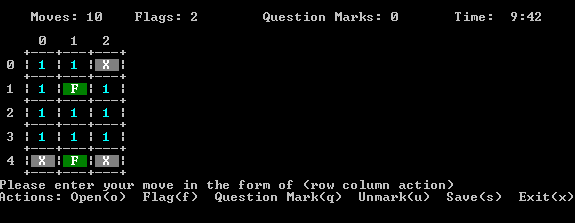 Moves: 10 Flags: 2 Question Marks: 0 Time: 9:42
0 1 2
+---+---+---+
0 ¦ 1 ¦ 1 ¦ X ¦
+---+---+---+
1 ¦ 1 ¦ F ¦ 1 ¦
+---+---+---+
2 ¦ 1 ¦ 1 ¦ 1 ¦
+---+---+---+
3 ¦ 1 ¦ 1 ¦ 1 ¦
+---+---+---+
4 ¦ X ¦ F ¦ X ¦
+---+---+---+
Please enter your move in the form of (row column action)
Actions: Open(o) Flag(f) Question Mark(q) Unmark(u) Save(s) Exit(x)